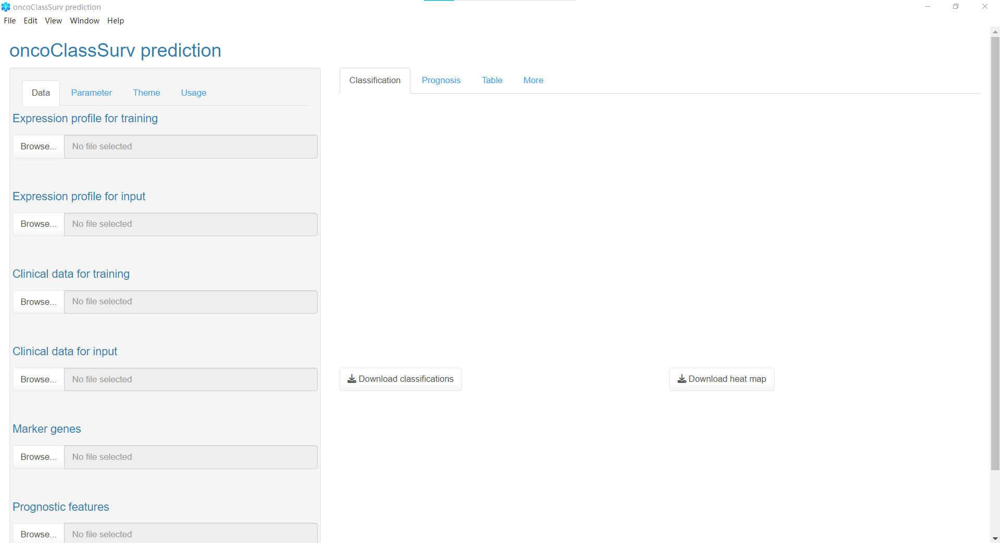 oncoClassSurv prediction
File Edit View Window Help
oncoClassSurv prediction
Data Parameter Theme Usage
Expression profile for training
Browse... No file selected
Expression profile for input
Browse... No file selected
Clinical data for training
Browse... No file selected
Clinical data for input
Browse... No file selected
Marker genes
Browse... No file selected
Prognostic features
Browse... No file selected
Classification Prognosis Table More
Download classifications Download heat map